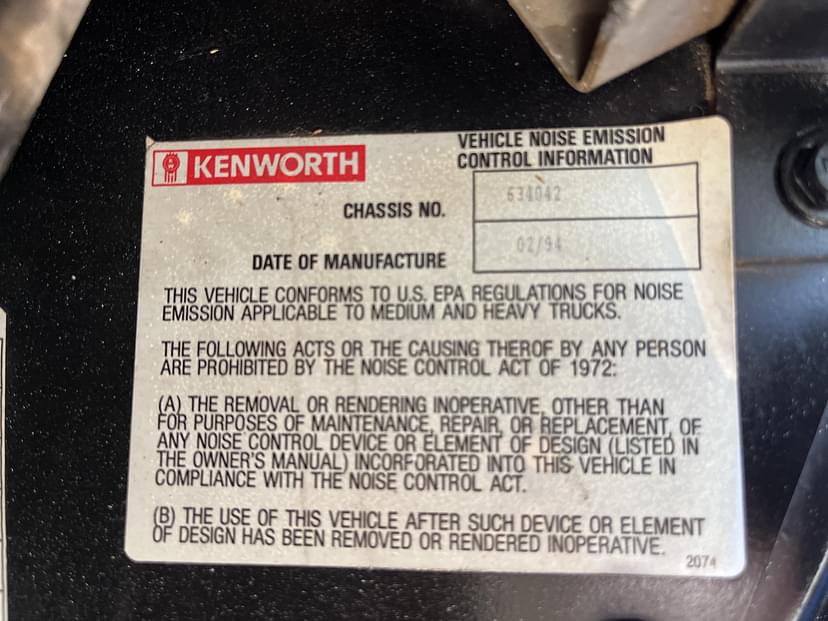 KENWORTH
VEHICLE NOISE EMISSION
CONTROL INFORMATION
CHASSIS NO. 634042
DATE OF MANUFACTURE 02/94
THIS VEHICLE CONFORMS TO U.S. EPA REGULATIONS FOR NOISE
EMISSION APPLICABLE TO MEDIUM AND HEAVY TRUCKS.
THE FOLLOWING ACTS OR THE CAUSING THEROF BY ANY PERSON
ARE PROHIBITED BY THE NOISE CONTROL ACT OF 1972:
(A) THE REMOVAL OR RENDERING INOPERATIVE, OTHER THAN
FOR PURPOSES OF MAINTENANCE, REPAIR, OR REPLACEMENT, OF
ANY NOISE CONTROL DEVICE OR ELEMENT OF DESIGN (LISTED IN
THE OWNER'S MANUAL) INCORPORATED INTO THIS VEHICLE IN
COMPLIANCE WITH THE NOISE CONTROL ACT.
(B) THE USE OF THIS VEHICLE AFTER SUCH DEVICE OR ELEMENT
OF DESIGN HAS BEEN REMOVED OR RENDERED INOPERATIVE.
2074